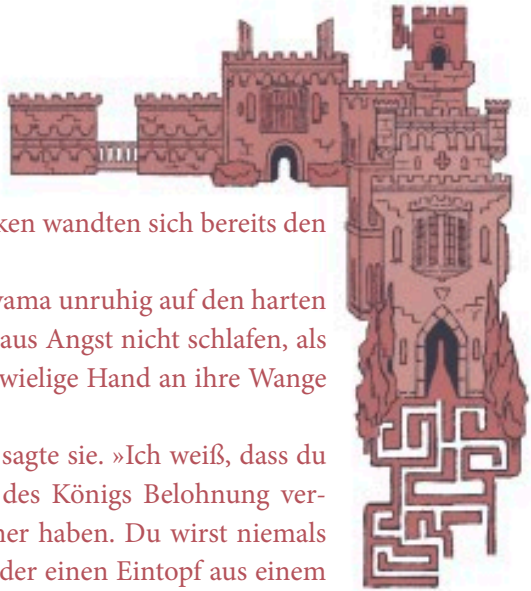 ken wandten sich bereits den
yama unruhig auf den harten
aus Angst nicht schlafen, als
wielige Hand an ihre Wange
sagte sie. »Ich weiß, dass du
des Königs Belohnung ver-
her haben. Du wirst niemals
der einen Eintopf aus einem